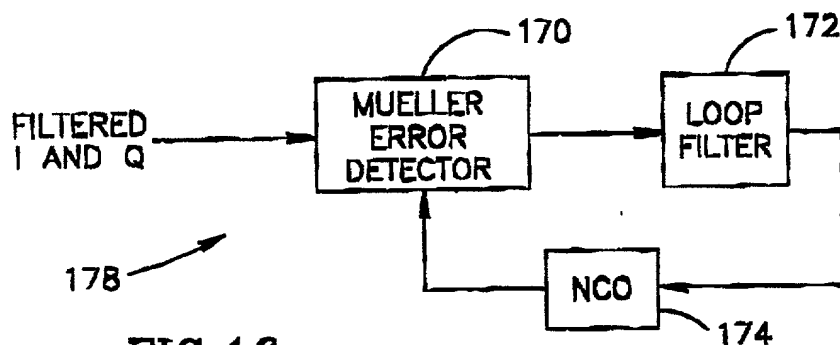 170
172
FILTERED
I AND Q
MUELLER
ERROR
DETECTOR
LOOP
FILTER
178
NCO
174